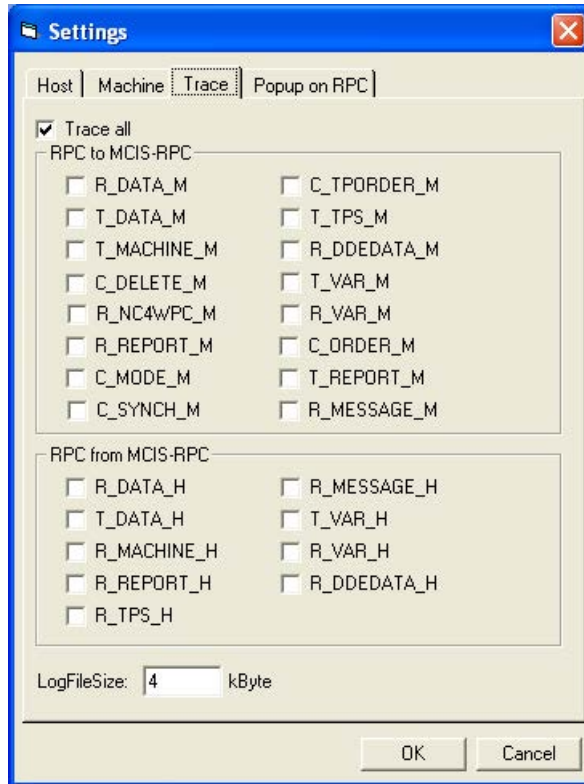 Settings
Host Machine Trace Popup on RPC
Trace all
RPC to MCIS-RPC
R_DATA_M C_TPORDER_M
T_DATA_M T_TPS_M
T_MACHINE_M R_DDEDATA_M
C_DELETE_M T_VAR_M
R_NC4WPC_M R_VAR_M
R_REPORT_M C_ORDER_M
C_MODE_M T_REPORT_M
C_SYNCH_M R_MESSAGE_M
RPC from MCIS-RPC
R_DATA_H R_MESSAGE_H
T_DATA_H T_VAR_H
R_MACHINE_H R_VAR_H
R_REPORT_H R_DDEDATA_H
R_TPS_H
LogFileSize: 4 kByte
OK Cancel